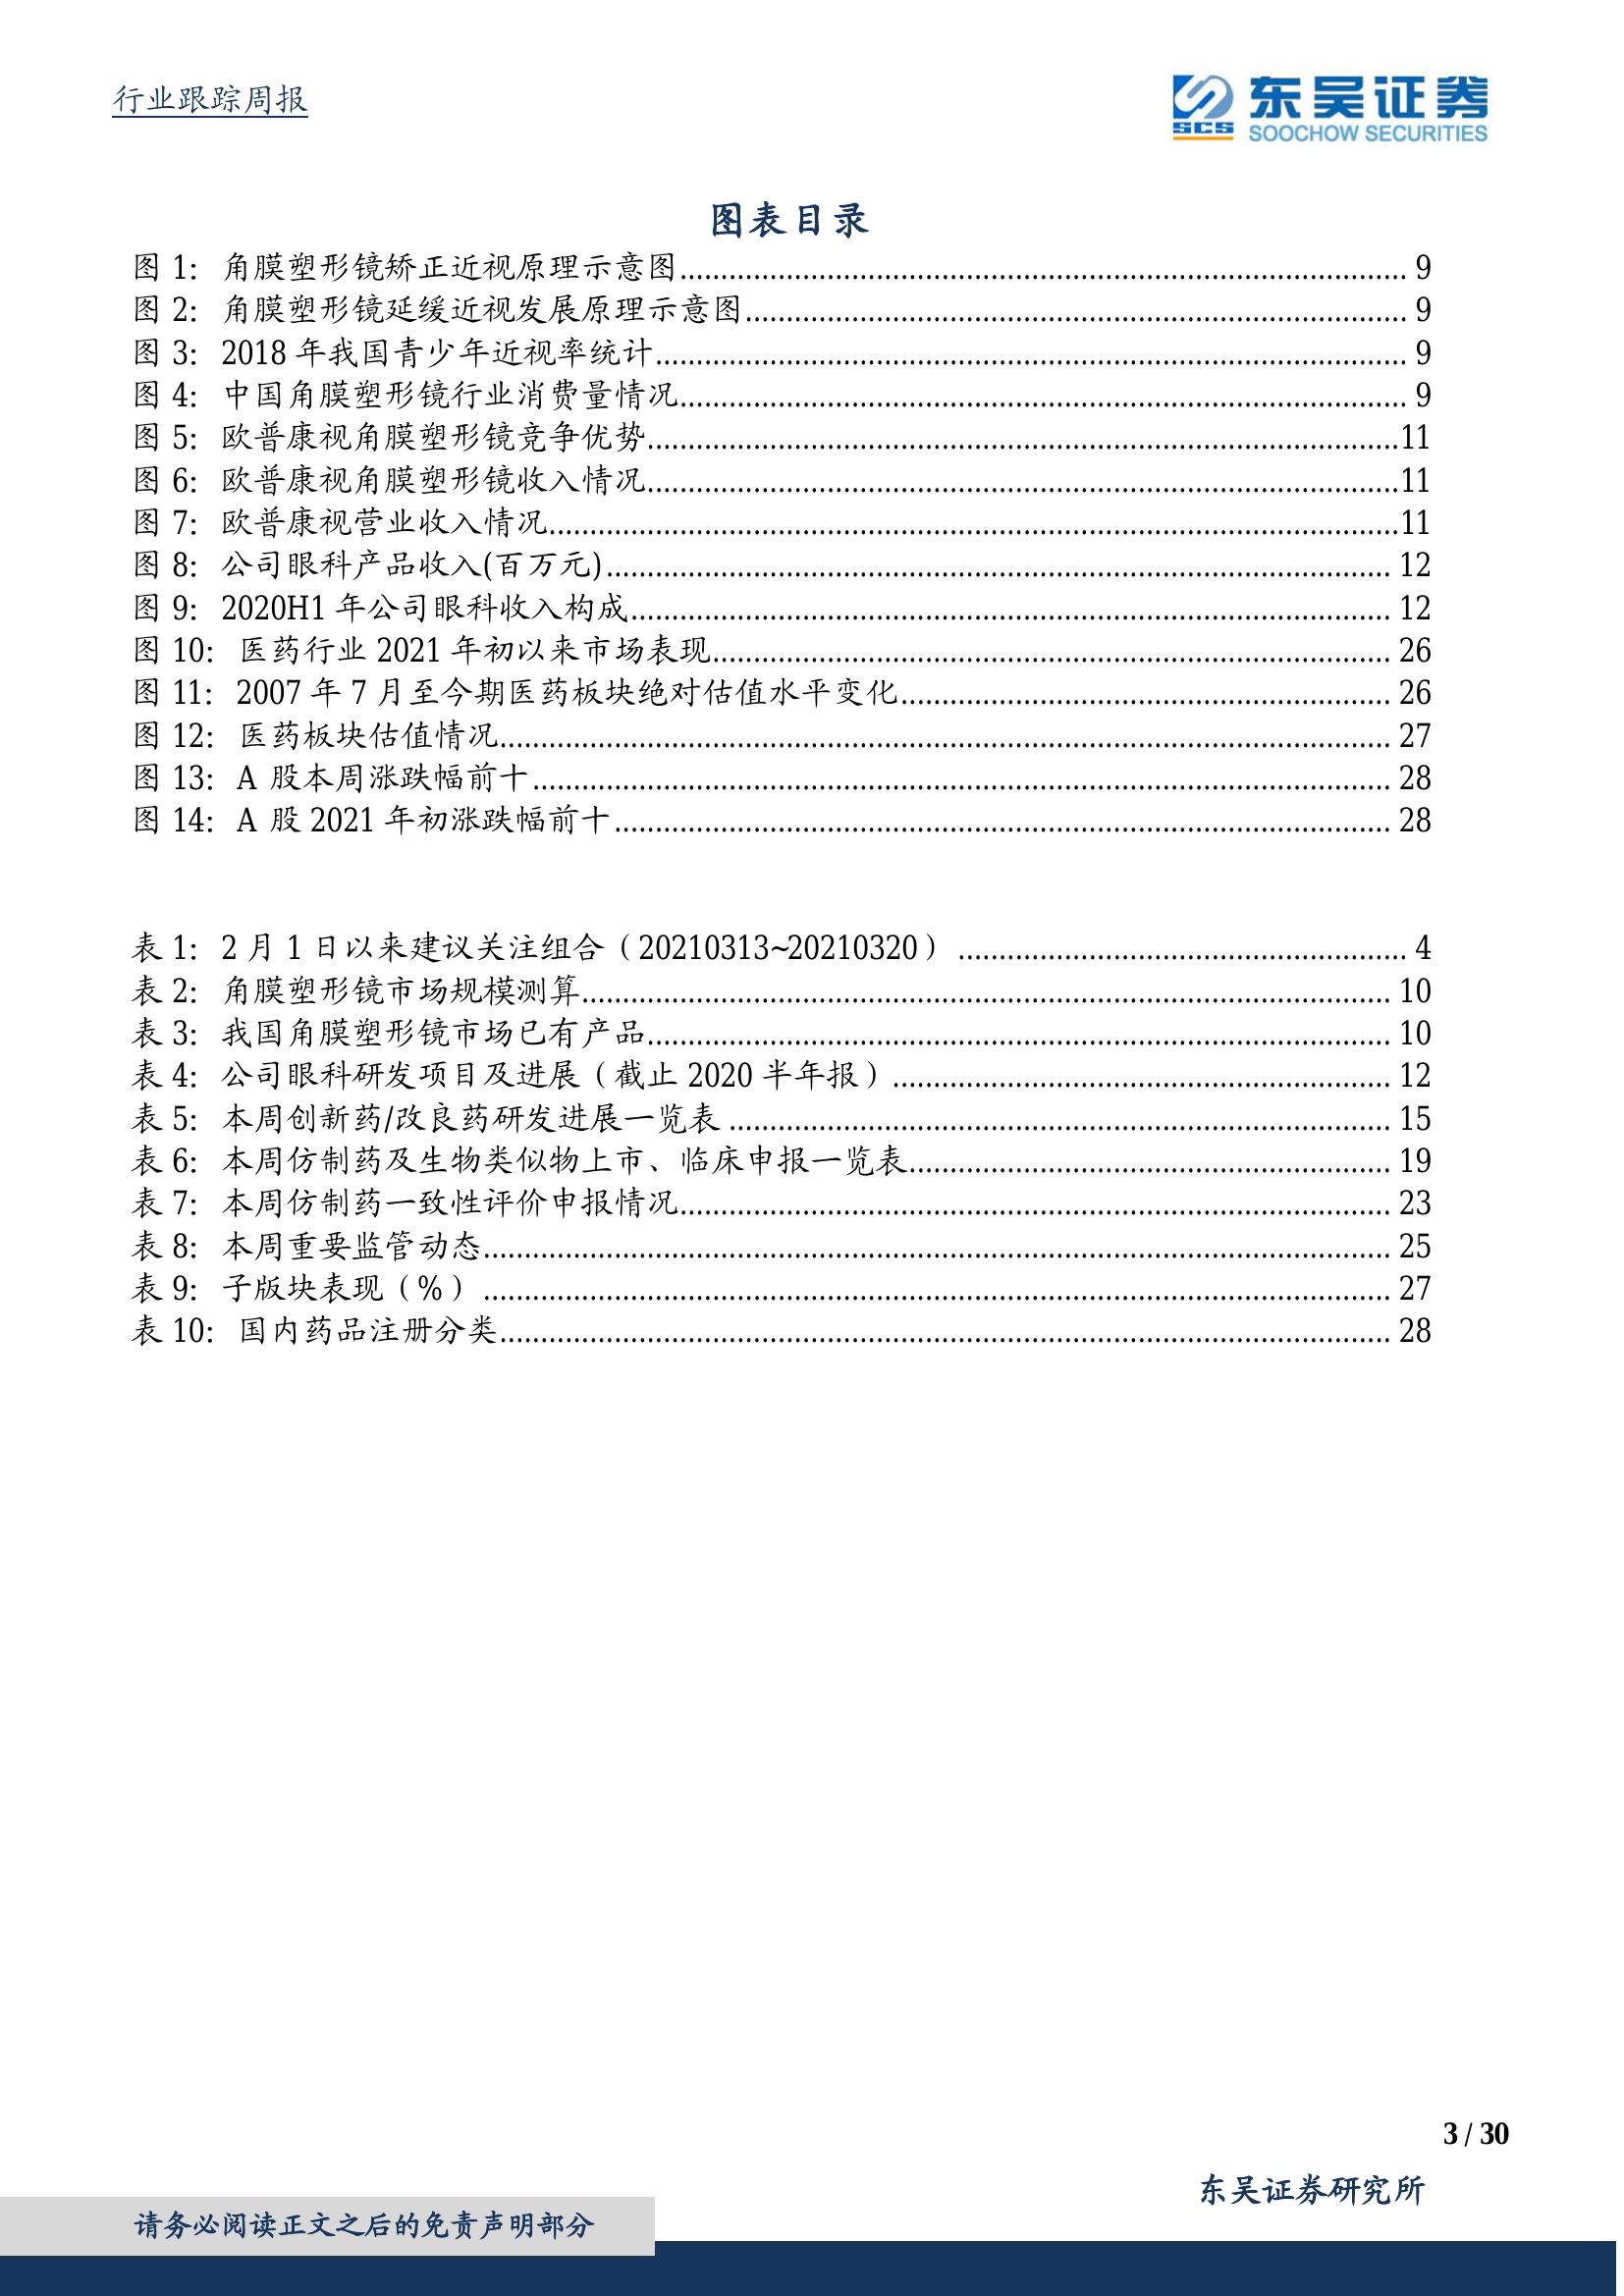 行业跟踪周报
东吴证券
SCS
SOOCHOW SECURITIES
图表目录
图 1: 角膜塑形镜矫正近视原理示意图........................................ 9
图 2: 角膜塑形镜延缓近视发展原理示意图........................................ 9
图 3: 2018 年我国青少年近视率统计........................................ 9
图 4: 中国角膜塑形镜行业消费量情况........................................ 9
图 5: 欧普康视角膜塑形镜竞争优势........................................11
图 6: 欧普康视角膜塑形镜收入情况........................................11
图 7: 欧普康视营业收入情况........................................11
图 8: 公司眼科产品收入(百万元)........................................ 12
图 9: 2020H1 年公司眼科收入构成........................................ 12
图 10: 医药行业 2021 年初以来市场表现........................................ 26
图 11: 2007 年 7 月至今期医药板块绝对估值水平变化........................................ 26
图 12: 医药板块估值情况........................................ 27
图 13: A 股本周涨跌幅前十........................................ 28
图 14: A 股 2021 年初涨跌幅前十........................................ 28
表 1: 2 月 1 日以来建议关注组合（20210313~20210320）........................................ 4
表 2: 角膜塑形镜市场规模测算........................................ 10
表 3: 我国角膜塑形镜市场已有产品........................................ 10
表 4: 公司眼科研发项目及进展（截止 2020 半年报）........................................ 12
表 5: 本周创新药/改良药研发进展一览表 ........................................ 15
表 6: 本周仿制药及生物类似物上市、临床申报一览表........................................ 19
表 7: 本周仿制药一致性评价申报情况........................................ 23
表 8: 本周重要监管动态........................................ 25
表 9: 子版块表现（%）........................................ 27
表 10: 国内药品注册分类........................................ 28
3 / 30
东吴证券研究所
请务必阅读正文之后的免责声明部分